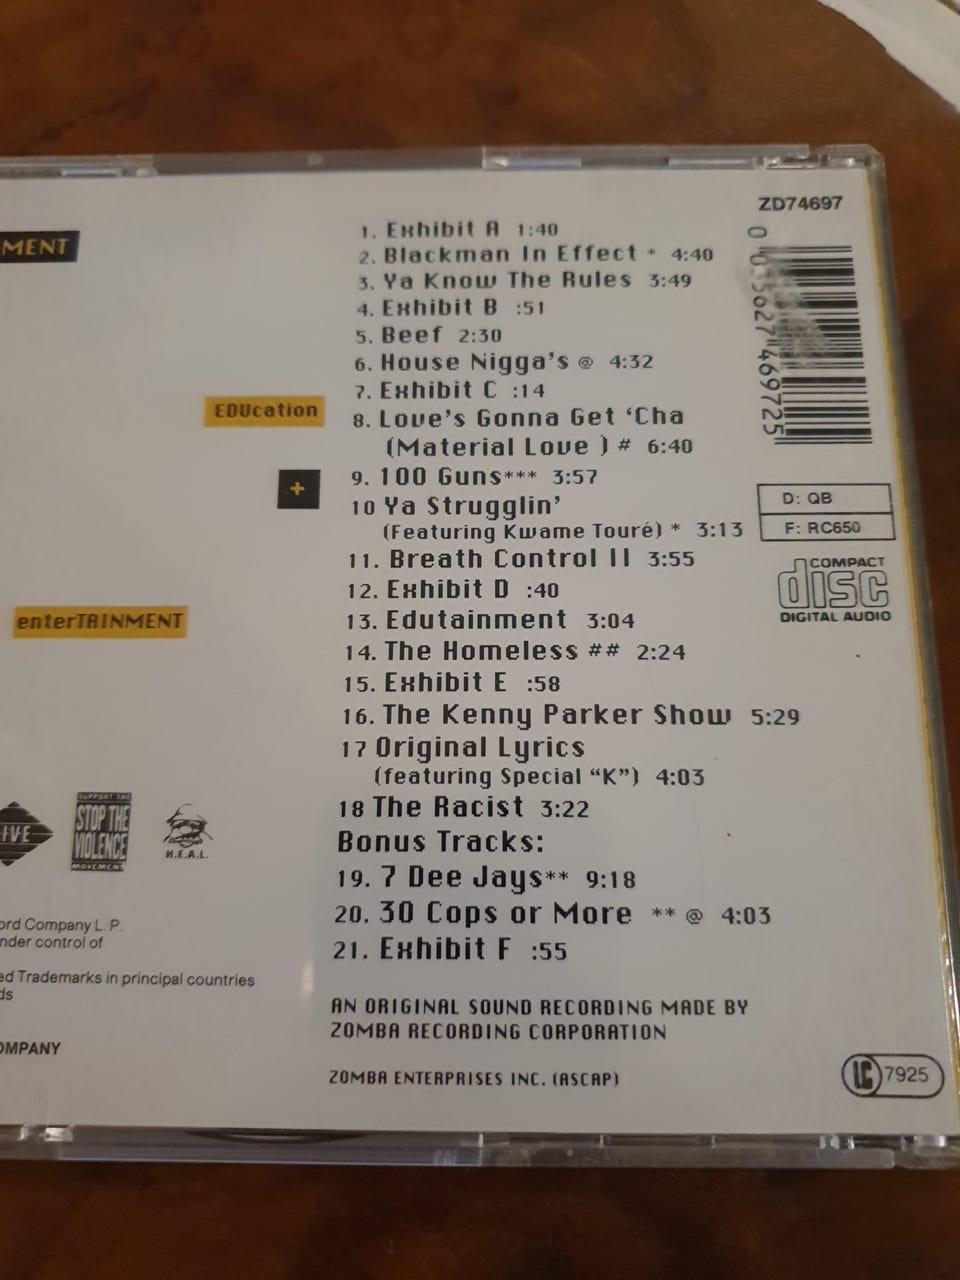 ZD74697
MENT
1. Exhibit A 1:40
2. Blackman In Effect * 4:40
3. Ya Know The Rules 3:49
4. Exhibit B :51
5. Beef 2:30
6. House Nigga's @ 4:32
7. Exhibit C :14
EDUcation
8. Love's Gonna Get 'Cha
(Material Love ) # 6:40
+
9. 100 Guns*** 3:57
10 Ya Strugglin'
(Featuring Kwame Touré) * 3:13
11. Breath Control II 3:55
12. Exhibit D :40
enterTAINMENT
13. Edutainment 3:04
14. The Homeless ## 2:24
15. Exhibit E :58
16. The Kenny Parker Show 5:29
17 Original Lyrics
(featuring Special "K") 4:03
18 The Racist 3:22
Bonus Tracks:
19. 7 Dee Jays** 9:18
20. 30 Cops or More ** @ 4:03
21. Exhibit F :55
AN ORIGINAL SOUND RECORDING MADE BY
ZOMBA RECORDING CORPORATION
ZOMBA ENTERPRISES INC. (ASCAP)
D: QB
F: RC650
COMPACT
disc
DIGITAL AUDIO
LC 7925
IVE
SUPPORT THE
STOP THE
VIOLENCE
MOVEMENT
H.E.A.L.
ord Company L. P.
nder control of
ed Trademarks in principal countries
ds
OMPANY